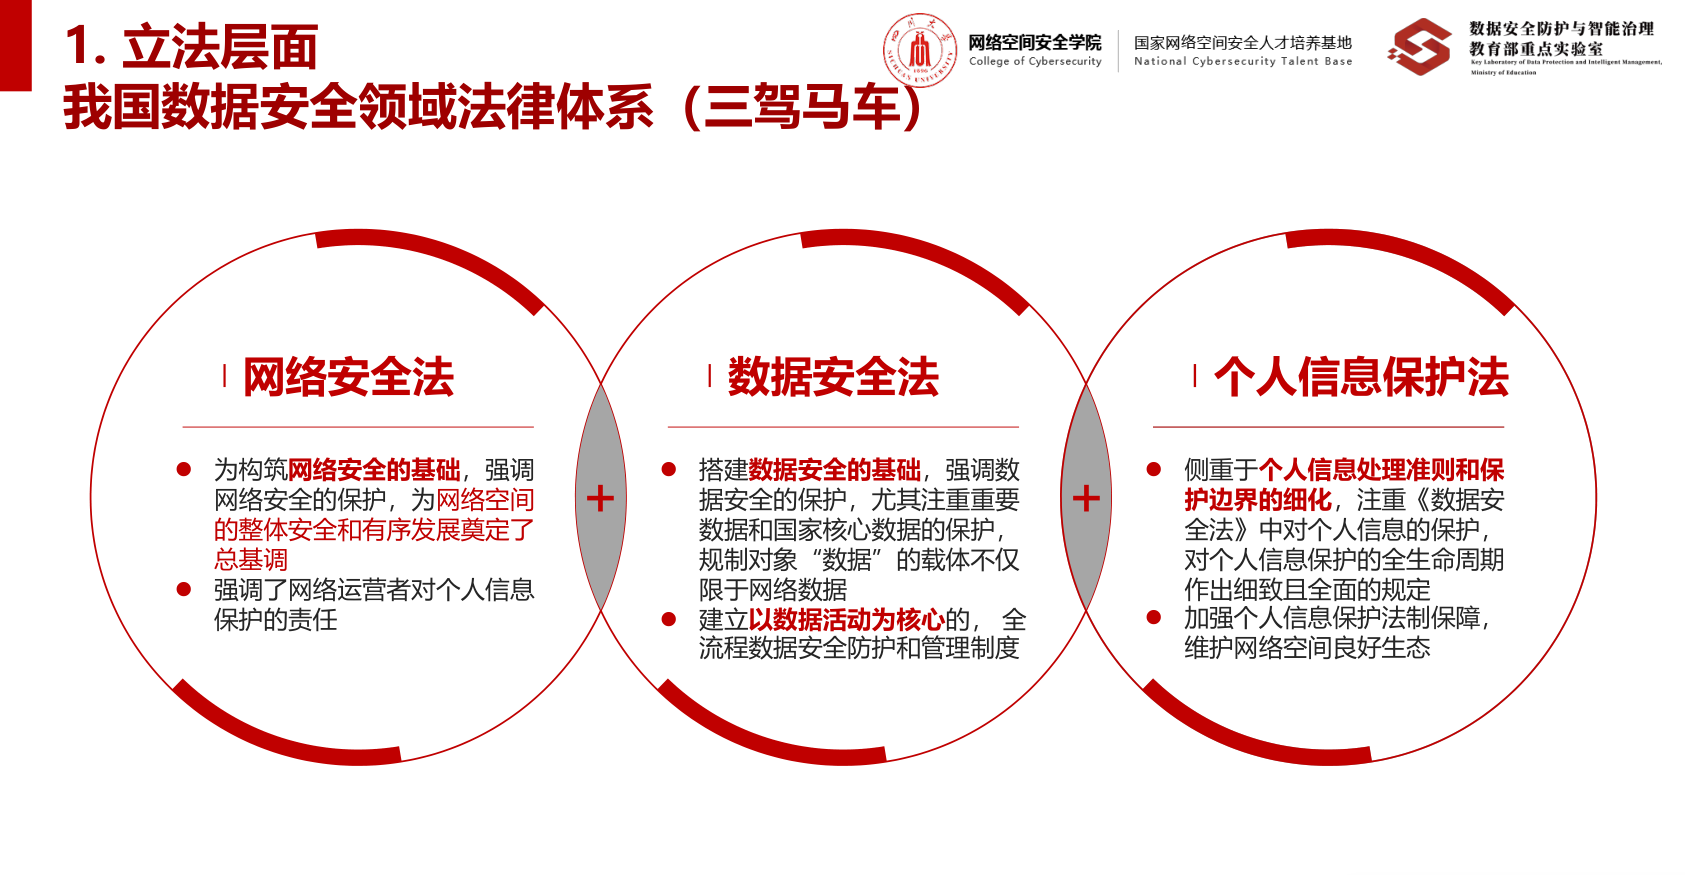 1. 立法层面
我国数据安全领域法律体系（三驾马车）
四川大学
SICHUAN UNIVERSITY
1896
网络空间安全学院
College of Cybersecurity
国家网络空间安全人才培养基地
National Cybersecurity Talent Base
数据安全防护与智能治理
教育部重点实验室
Key Laboratory of Data Protection and Intelligent Management,
Ministry of Education
网络安全法
● 为构筑网络安全的基础，强调
网络安全的保护，为网络空间
的整体安全和有序发展奠定了
总基调
● 强调了网络运营者对个人信息
保护的责任
+
数据安全法
● 搭建数据安全的基础，强调数
据安全的保护，尤其注重重要
数据和国家核心数据的保护，
规制对象“数据”的载体不仅
限于网络数据
● 建立以数据活动为核心的， 全
流程数据安全防护和管理制度
+
个人信息保护法
● 侧重于个人信息处理准则和保
护边界的细化，注重《数据安
全法》中对个人信息的保护，
对个人信息保护的全生命周期
作出细致且全面的规定
● 加强个人信息保护法制保障，
维护网络空间良好生态